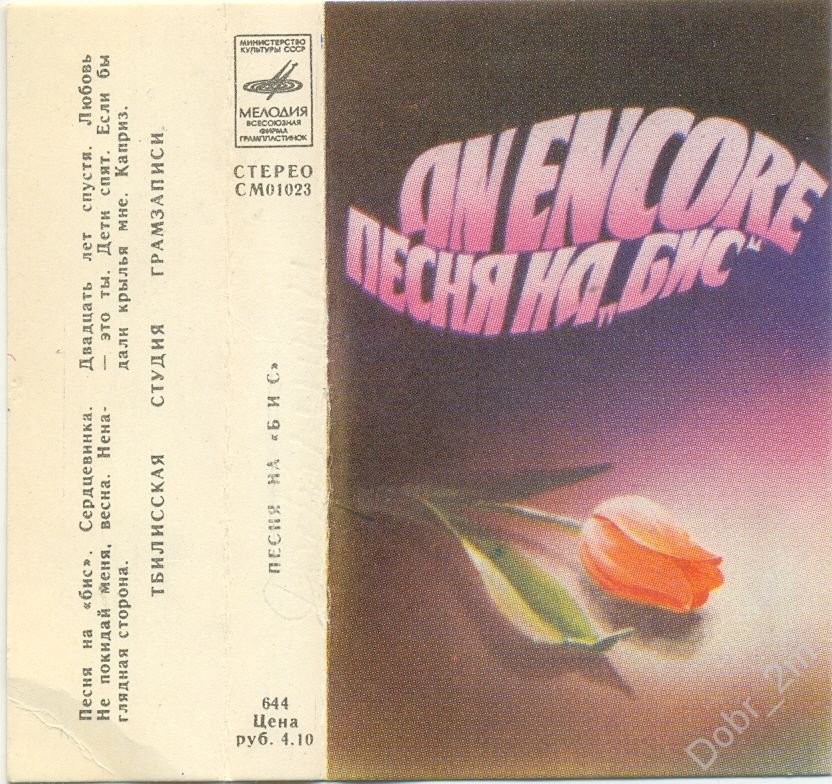 Песня на «бис». Сердцевинка.
Не покидай меня, весна. Нена-
глядная сторона.
Двадцать лет спустя. Любовь
— это ты. Дети спят. Если бы
дали крылья мне. Каприз.
ТБИЛИССКАЯ СТУДИЯ ГРАМЗАПИСИ
МИНИСТЕРСТВО
КУЛЬТУРЫ СССР
МЕЛОДИЯ
ВСЕСОЮЗНАЯ
ФИРМА
ГРАМПЛАСТИНОК
СТЕРЕО
СМ01023
ПЕСНЯ НА «БИС»
644
Цена
руб. 4.10
AN ENCORE
ПЕСНЯ НА „БИС“